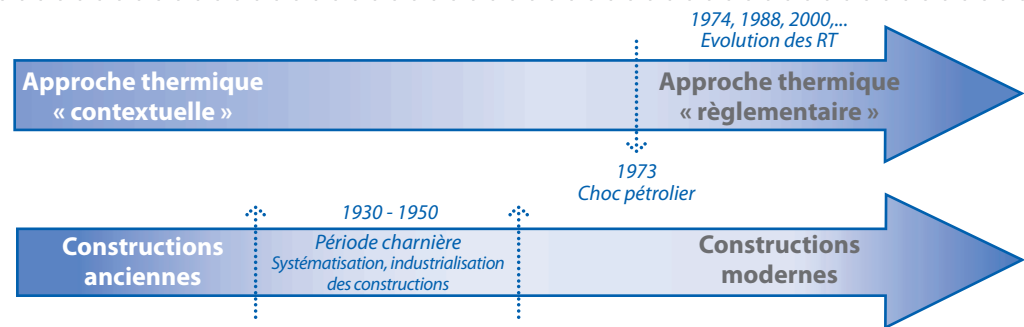 1974, 1988, 2000,...
Evolution des RT
Approche thermique
« contextuelle »
Approche thermique
« règlementaire »
1973
Choc pétrolier
1930 - 1950
Constructions
anciennes
Période charnière
Systématisation, industrialisation
des constructions
Constructions
modernes